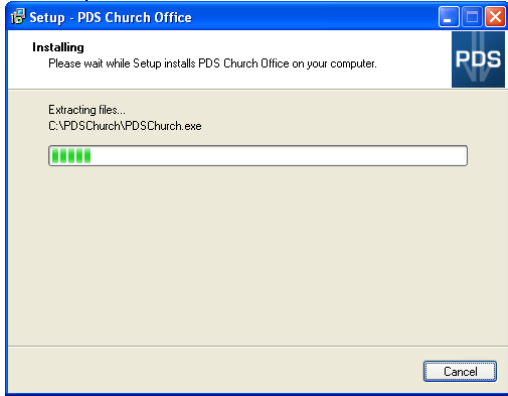 Setup - PDS Church Office
Installing
Please wait while Setup installs PDS Church Office on your computer.
PDS
Extracting files...
C:\PDSChurch\PDSChurch.exe
Cancel